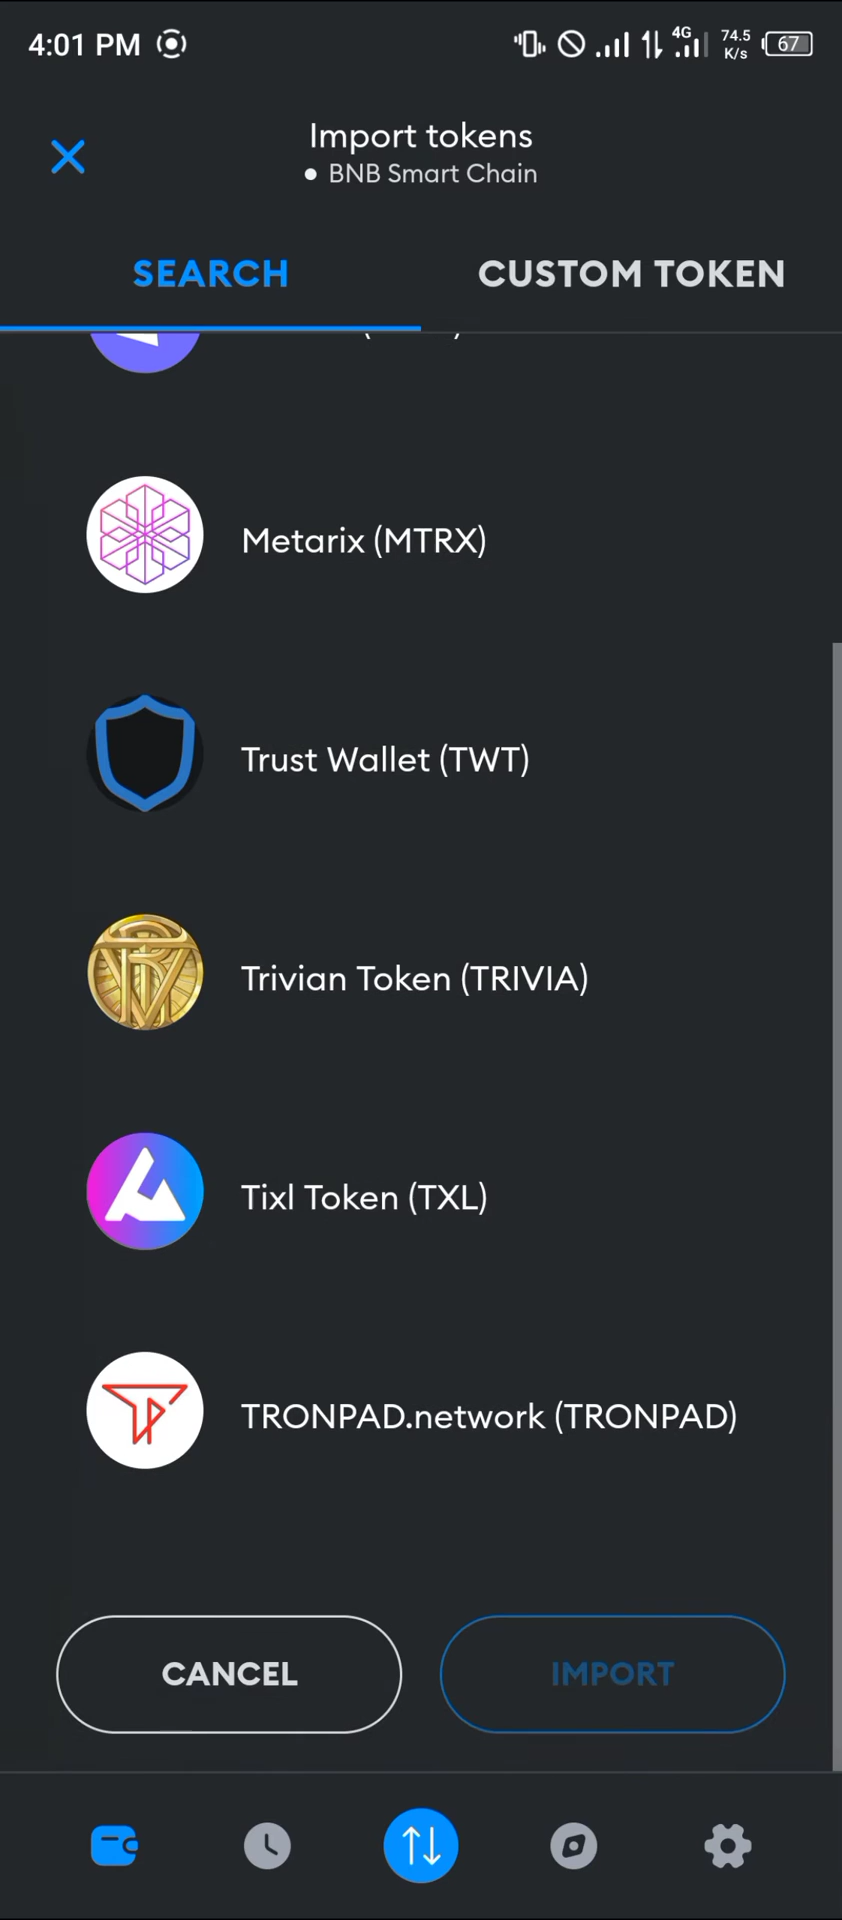 4:01 PM
4G
74.5
K/s
67
Import tokens
BNB Smart Chain
SEARCH
CUSTOM TOKEN
Metarix (MTRX)
Trust Wallet (TWT)
Trivian Token (TRIVIA)
Tixl Token (TXL)
TRONPAD.network (TRONPAD)
CANCEL
IMPORT